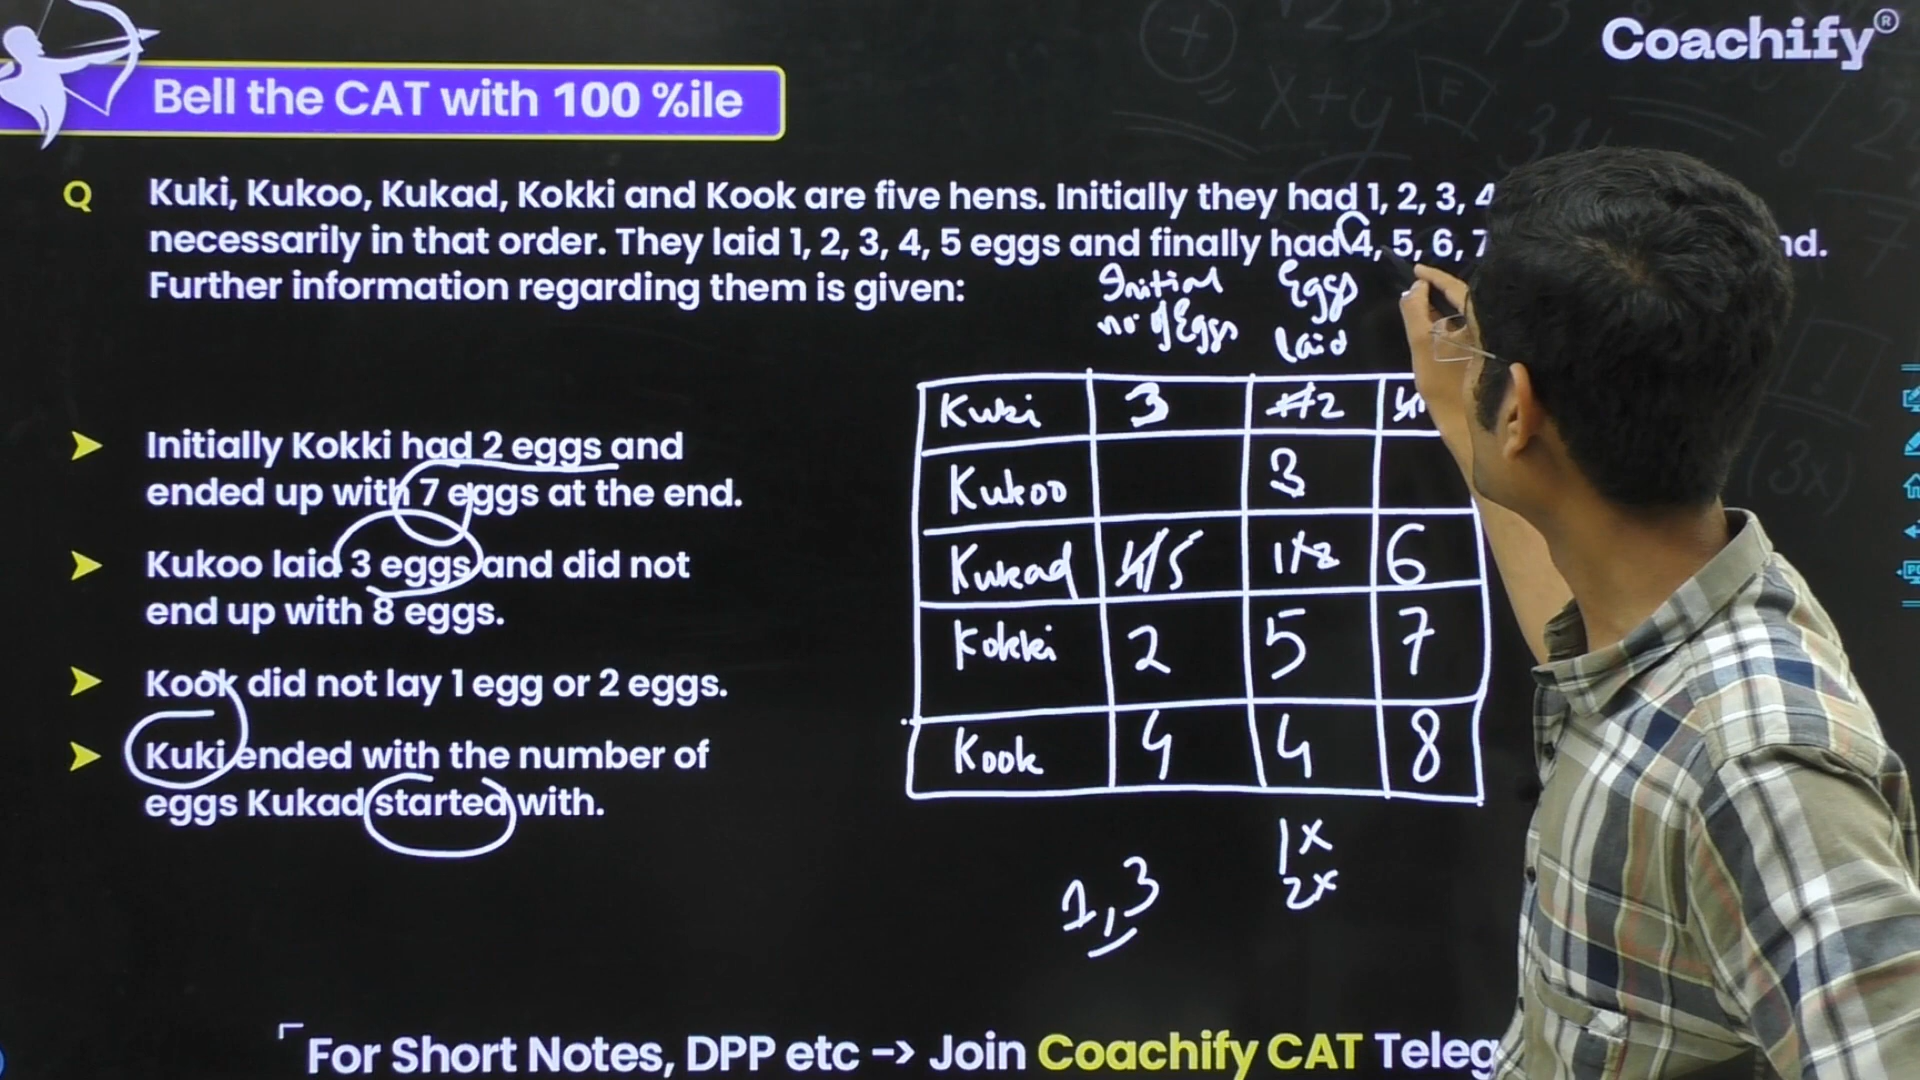 Coachify®
Bell the CAT with 100 %ile
Q Kuki, Kukoo, Kukad, Kokki and Kook are five hens. Initially they had 1, 2, 3, 4
necessarily in that order. They laid 1, 2, 3, 4, 5 eggs and finally had 4, 5, 6, 7 nd.
Further information regarding them is given:
Initial no of Eggs Eggs laid
Initially Kokki had 2 eggs and
ended up with 7 eggs at the end.
Kukoo laid 3 eggs and did not
end up with 8 eggs.
Kook did not lay 1 egg or 2 eggs.
Kuki ended with the number of
eggs Kukad started with.
Kuki 3 2
Kukoo 3
Kukad 5 1 6
Kokki 2 5 7
Kook 4 4 8
1x
2x
1, 3
For Short Notes, DPP etc -> Join Coachify CAT Teleg
X+y
(3x)